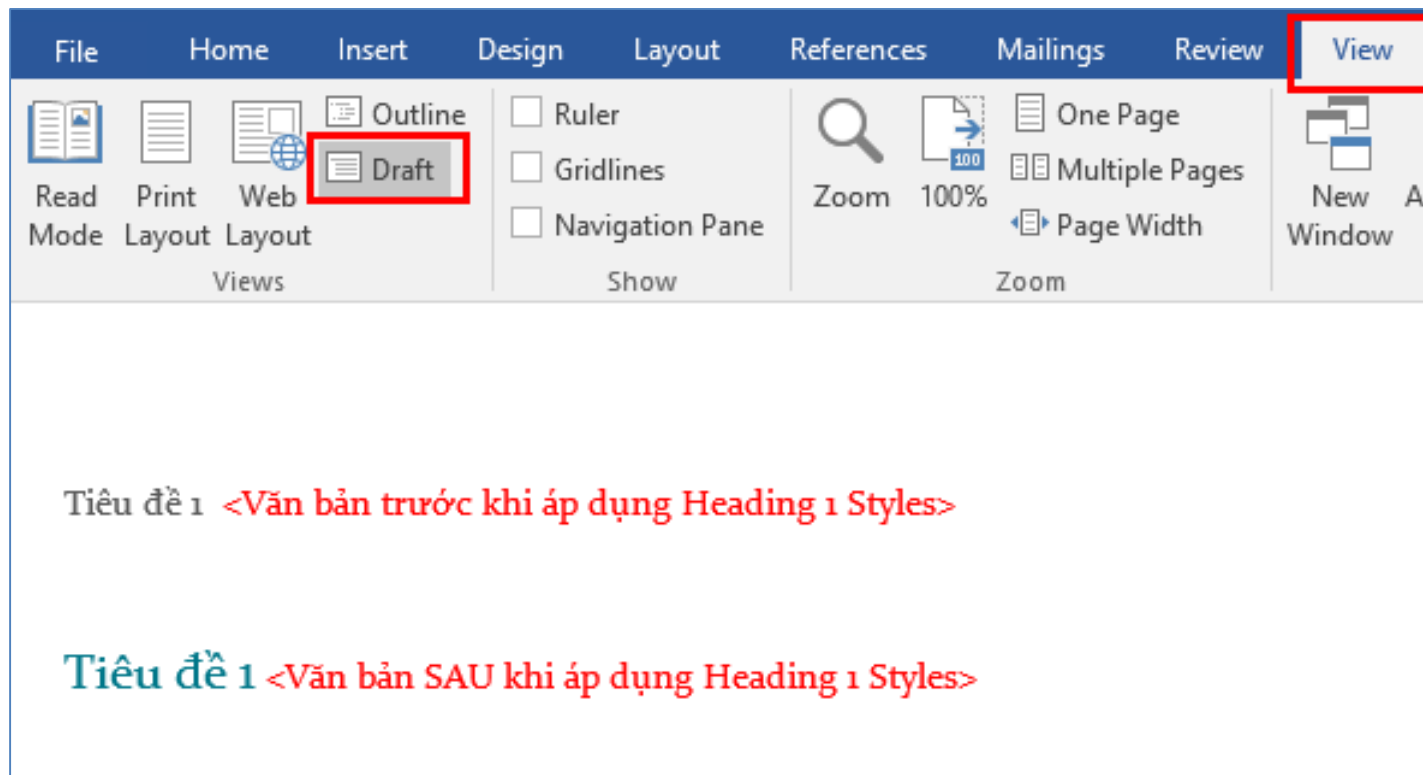 File Home Insert Design Layout References Mailings Review View
Outline
Draft
Read Mode
Print Layout
Web Layout
Views
Ruler
Gridlines
Navigation Pane
Show
Zoom
100
100%
One Page
Multiple Pages
Page Width
Zoom
New Window
A
Tiêu đề 1 <Văn bản trước khi áp dụng Heading 1 Styles>
Tiêu đề 1 <Văn bản SAU khi áp dụng Heading 1 Styles>